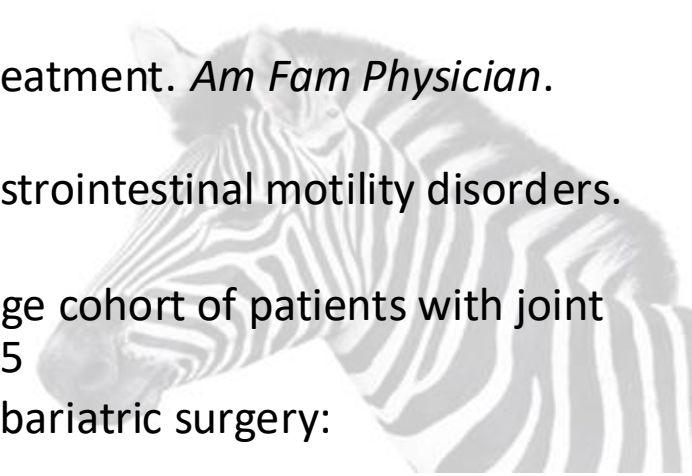 eatment. Am Fam Physician.
strointestinal motility disorders.
ge cohort of patients with joint
5
bariatric surgery: